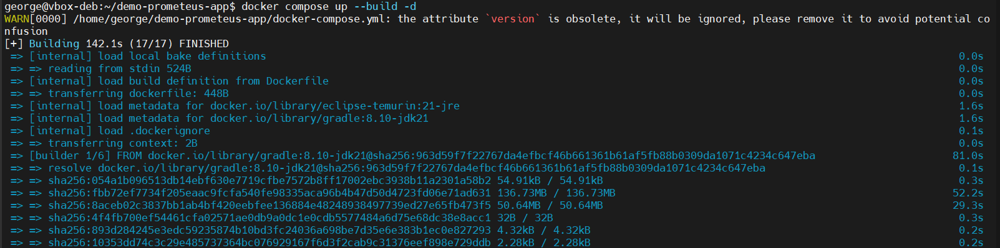 george@vbox-deb:~/demo-prometeus-app$ docker compose up --build -d
WARN[0000] /home/george/demo-prometeus-app/docker-compose.yml: the attribute `version` is obsolete, it will be ignored, please remove it to avoid potential co
nfusion
[+] Building 142.1s (17/17) FINISHED
=> [internal] load local bake definitions 0.0s
=> => reading from stdin 524B 0.0s
=> [internal] load build definition from Dockerfile 0.0s
=> => transferring dockerfile: 448B 0.0s
=> [internal] load metadata for docker.io/library/eclipse-temurin:21-jre 1.6s
=> [internal] load metadata for docker.io/library/gradle:8.10-jdk21 1.6s
=> [internal] load .dockerignore 0.1s
=> => transferring context: 2B 0.0s
=> [builder 1/6] FROM docker.io/library/gradle:8.10-jdk21@sha256:963d59f7f22767da4efbcf46b661361b61af5fb88b0309da1071c4234c647eba 81.0s
=> => resolve docker.io/library/gradle:8.10-jdk21@sha256:963d59f7f22767da4efbcf46b661361b61af5fb88b0309da1071c4234c647eba 0.1s
=> => sha256:054a1b096513db14ebf630e7719cfbe7572b8ff17002ebc3938b11a2301a58b2 54.91kB / 54.91kB 0.3s
=> => sha256:fbb72ef7734f205eaac9fcfa540fe98335aca96b4b47d50d4723fd06e71ad631 136.73MB / 136.73MB 52.2s
=> => sha256:8aceb02c3837bb1ab4bf420eebfee136884e48248938497739ed27e65fb473f5 50.64MB / 50.64MB 29.3s
=> => sha256:4f4fb700ef54461cfa02571ae0db9a0dc1e0cdb5577484a6d75e68dc38e8acc1 32B / 32B 0.3s
=> => sha256:893d284245e3edc59235874b10bd3fc24036a698be7d35e6e383b1ec0e827293 4.32kB / 4.32kB 0.2s
=> => sha256:10353dd74c3c29e485737364bc076929167f6d3f2cab9c31376eef898e729ddb 2.28kB / 2.28kB 0.2s